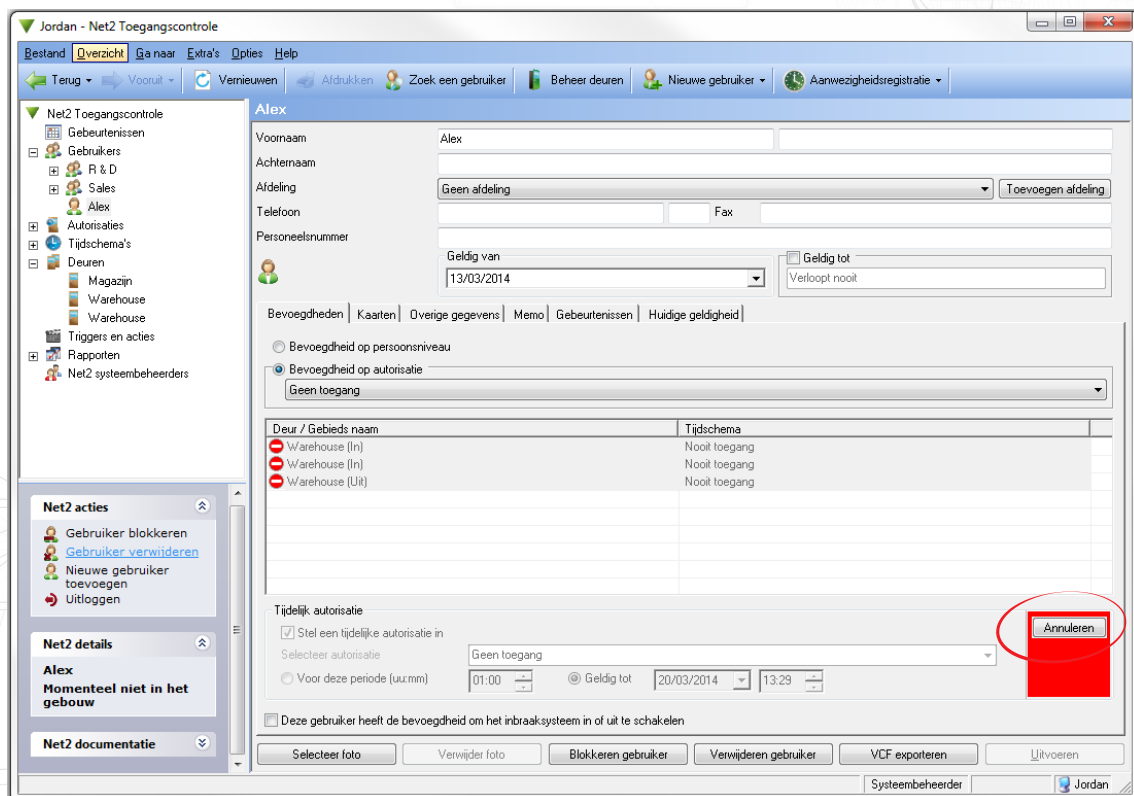 Jordan - Net2 Toegangscontrole
Bestand Overzicht Ga naar Extra's Opties Help
Terug Vooruit Vernieuwen Afdrukken Zoek een gebruiker Beheer deuren Nieuwe gebruiker Aanwezigheidsregistratie
Net2 Toegangscontrole
Gebeurtenissen
Gebruikers
R & D
Sales
Alex
Autorisaties
Tijdschema's
Deuren
Magazijn
Warehouse
Warehouse
Triggers en acties
Rapporten
Net2 systeembeheerders
Net2 acties
Gebruiker blokkeren
Gebruiker verwijderen
Nieuwe gebruiker
toevoegen
Uitloggen
Net2 details
Alex
Momenteel niet in het
gebouw
Net2 documentatie
Alex
Voornaam Alex
Achternaam
Afdeling Geen afdeling Toevoegen afdeling
Telefoon Fax
Personeelsnummer
Geldig van Geldig tot
13/03/2014 Verloopt nooit
Bevoegdheden Kaarten Overige gegevens Memo Gebeurtenissen Huidige geldigheid
Bevoegdheid op persoonsniveau
Bevoegdheid op autorisatie
Geen toegang
Deur / Gebieds naam Tijdschema
Warehouse (In) Nooit toegang
Warehouse (In) Nooit toegang
Warehouse (Uit) Nooit toegang
Tijdelijk autorisatie
Stel een tijdelijke autorisatie in Annuleren
Selecteer autorisatie Geen toegang
Voor deze periode (uu:mm) 01:00 Geldig tot 20/03/2014 13:29
Deze gebruiker heeft de bevoegdheid om het inbraaksysteem in of uit te schakelen
Selecteer foto Verwijder foto Blokkeren gebruiker Verwijderen gebruiker VCF exporteren Uitvoeren
Systeembeheerder Jordan